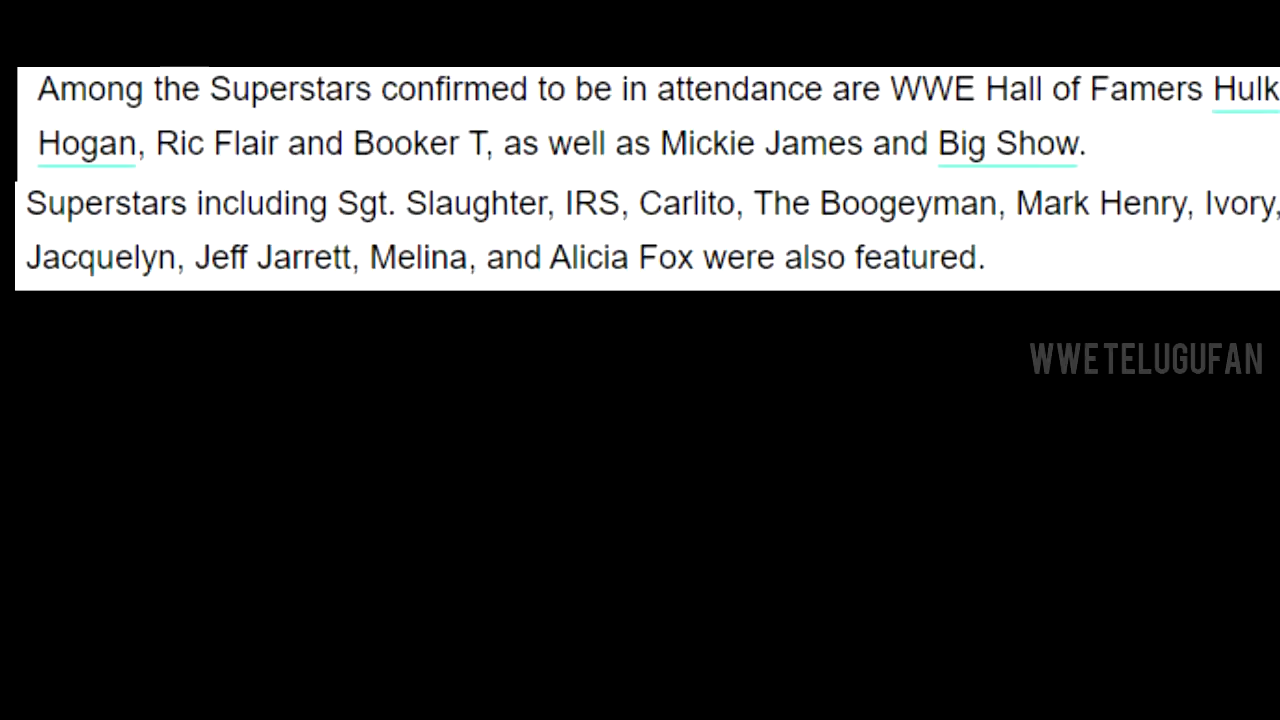 Among the Superstars confirmed to be in attendance are WWE Hall of Famers Hulk
Hogan, Ric Flair and Booker T, as well as Mickie James and Big Show.
Superstars including Sgt. Slaughter, IRS, Carlito, The Boogeyman, Mark Henry, Ivory,
Jacquelyn, Jeff Jarrett, Melina, and Alicia Fox were also featured.
WWETELUGUFAN